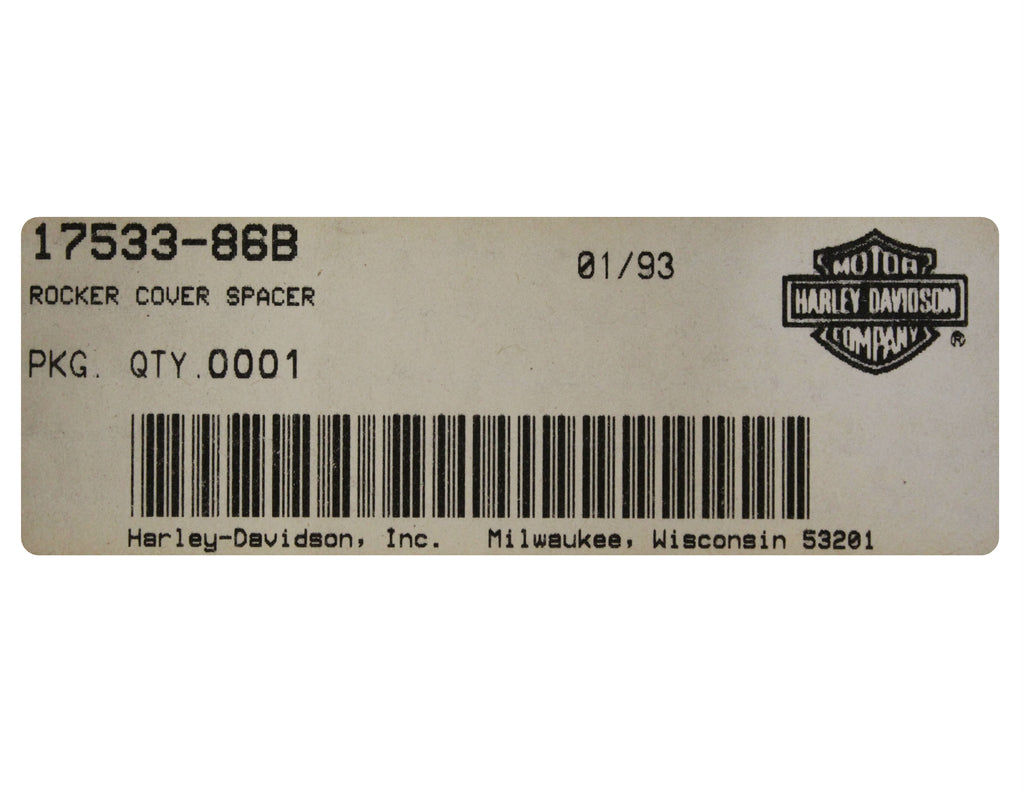 17533-86B
01/93
ROCKER COVER SPACER
PKG. QTY.0001
MOTOR
HARLEY-DAVIDSON
COMPANY
®
Harley-Davidson, Inc. Milwaukee, Wisconsin 53201